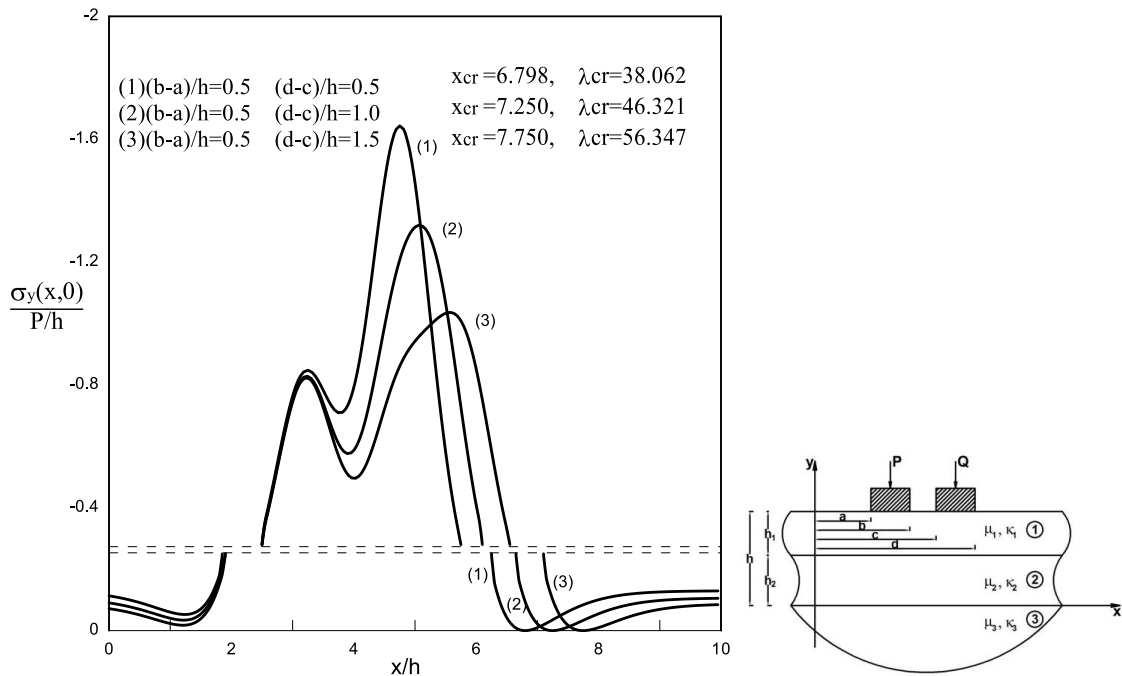 -2
(1)(b-a)/h=0.5 (d-c)/h=0.5 xcr=6.798, λcr=38.062
(2)(b-a)/h=0.5 (d-c)/h=1.0 xcr=7.250, λcr=46.321
(3)(b-a)/h=0.5 (d-c)/h=1.5 xcr=7.750, λcr=56.347
-1.6
(1)
-1.2
(2)
σy(x,0)
P/h
(3)
-0.8
-0.4
(1)
(2)
(3)
0
0 2 4 6 8 10
x/h
y P Q
a
b
c
d
h h₁ h₂
μ₁, κ₁ 1
μ₂, κ₂ 2
μ₃, κ₃ 3
x